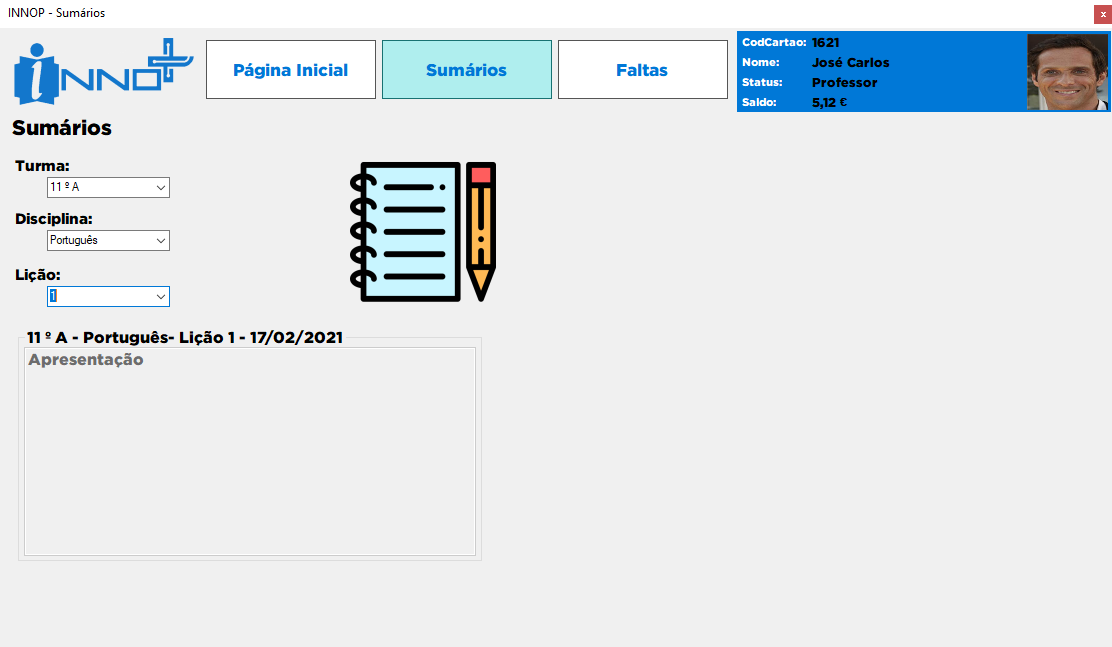 INNOP - Sumários
x
INNO
Página Inicial
Sumários
Faltas
CodCartao: 1621
Nome: José Carlos
Status: Professor
Saldo: 5,12 €
Sumários
Turma:
11 º A
Disciplina:
Português
Lição:
1
11 º A - Português- Lição 1 - 17/02/2021
Apresentação